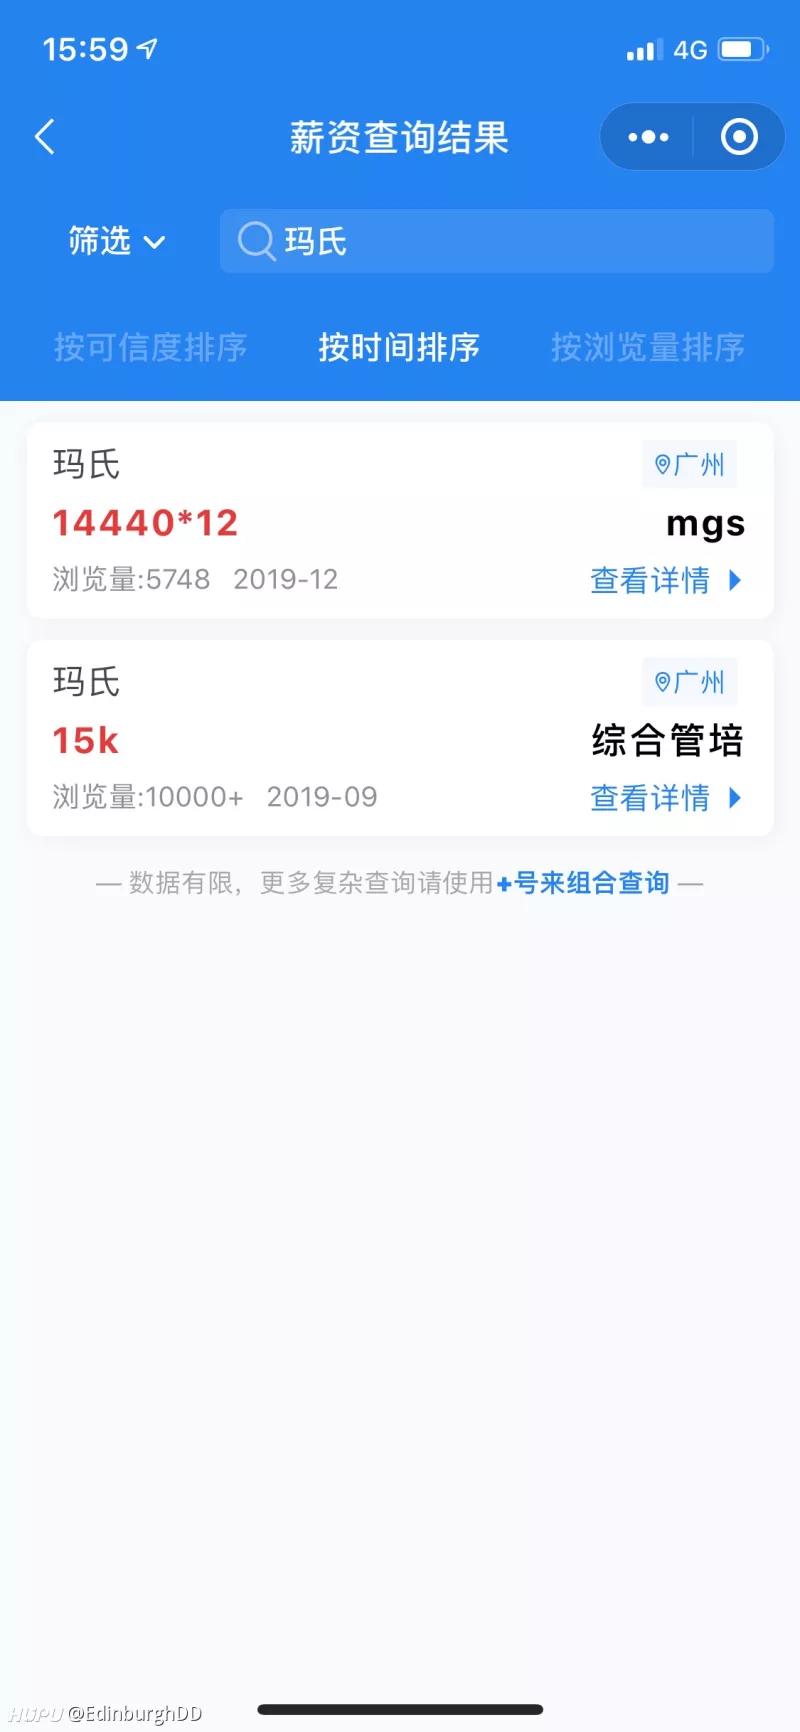 15:59 4G
薪资查询结果
筛选 玛氏
按可信度排序 按时间排序 按浏览量排序
玛氏 广州
14440*12 mgs
浏览量:5748 2019-12 查看详情
玛氏 广州
15k 综合管培
浏览量:10000+ 2019-09 查看详情
— 数据有限，更多复杂查询请使用+号来组合查询 —
HUPU @EdinburghDD